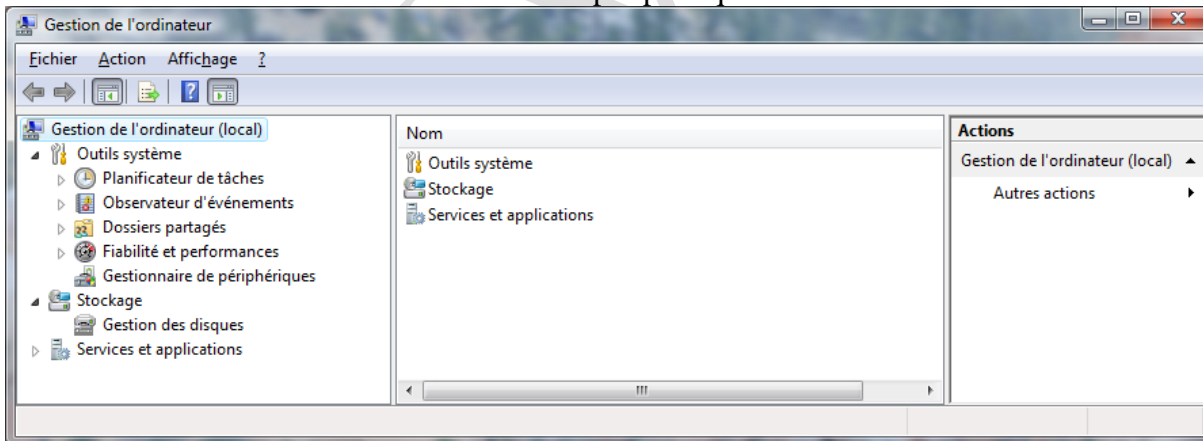 Gestion de l'ordinateur
Fichier Action Affichage ?
Gestion de l'ordinateur (local)
Outils système
Planificateur de tâches
Observateur d'événements
Dossiers partagés
Fiabilité et performances
Gestionnaire de périphériques
Stockage
Gestion des disques
Services et applications
Nom
Outils système
Stockage
Services et applications
Actions
Gestion de l'ordinateur (local)
Autres actions